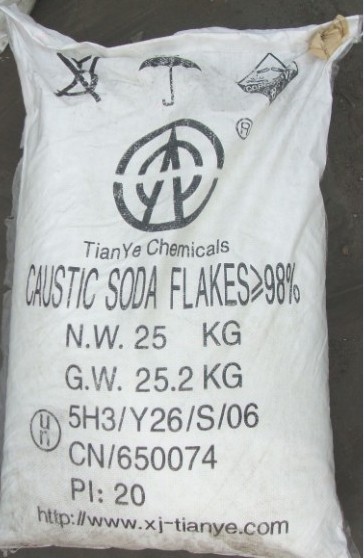 ®
TianYe Chemicals
CAUSTIC SODA FLAKES≥98%
N.W. 25 KG
G.W. 25.2 KG
un 5H3/Y26/S/06
CN/650074
PI: 20
http://www.xj-tianye.com